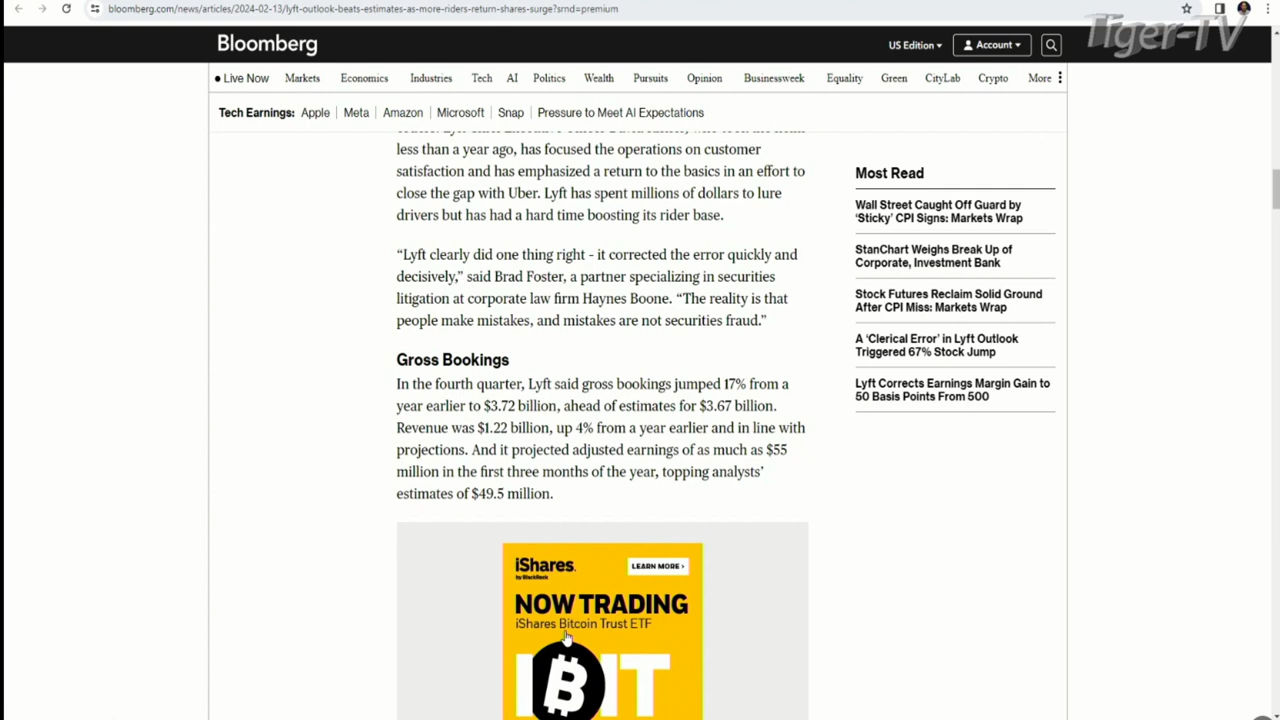 bloomberg.com/news/articles/2024-02-13/lyft-outlook-beats-estimates-as-more-riders-return-shares-surge?srnd=premium
Tiger-TV
Bloomberg
US Edition
Account
Live Now Markets Economics Industries Tech AI Politics Wealth Pursuits Opinion Businessweek Equality Green CityLab Crypto More
Tech Earnings: Apple Meta Amazon Microsoft Snap Pressure to Meet AI Expectations
less than a year ago, has focused the operations on customer
satisfaction and has emphasized a return to the basics in an effort to
close the gap with Uber. Lyft has spent millions of dollars to lure
drivers but has had a hard time boosting its rider base.
“Lyft clearly did one thing right - it corrected the error quickly and
decisively,” said Brad Foster, a partner specializing in securities
litigation at corporate law firm Haynes Boone. “The reality is that
people make mistakes, and mistakes are not securities fraud.”
Gross Bookings
In the fourth quarter, Lyft said gross bookings jumped 17% from a
year earlier to $3.72 billion, ahead of estimates for $3.67 billion.
Revenue was $1.22 billion, up 4% from a year earlier and in line with
projections. And it projected adjusted earnings of as much as $55
million in the first three months of the year, topping analysts’
estimates of $49.5 million.
iShares.
by BlackRock
LEARN MORE >
NOW TRADING
iShares Bitcoin Trust ETF
IBIT
Most Read
Wall Street Caught Off Guard by
‘Sticky’ CPI Signs: Markets Wrap
StanChart Weighs Break Up of
Corporate, Investment Bank
Stock Futures Reclaim Solid Ground
After CPI Miss: Markets Wrap
A ‘Clerical Error’ in Lyft Outlook
Triggered 67% Stock Jump
Lyft Corrects Earnings Margin Gain to
50 Basis Points From 500